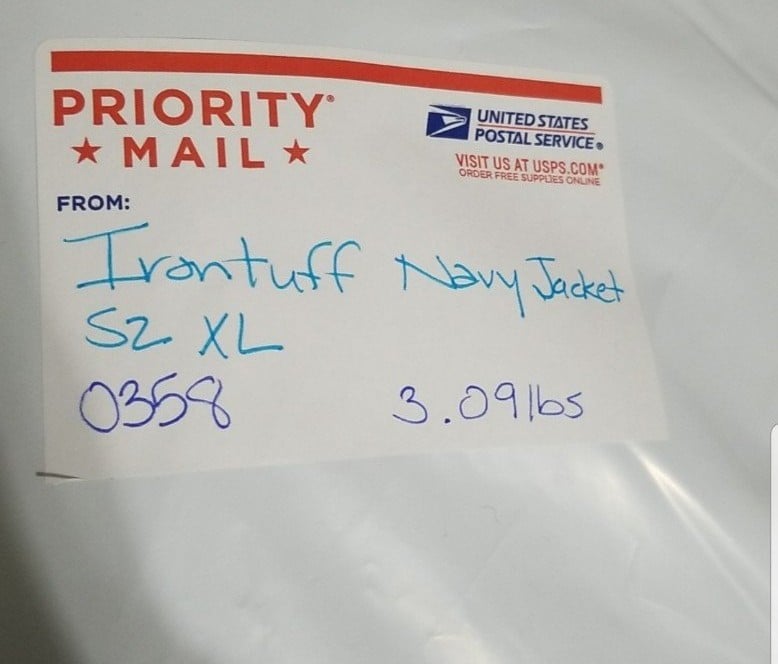 PRIORITY®
★ MAIL ★
UNITED STATES
POSTAL SERVICE®
VISIT US AT USPS.COM®
ORDER FREE SUPPLIES ONLINE
FROM:
Irontuff Navy Jacket
SZ XL
0358 3.09lbs